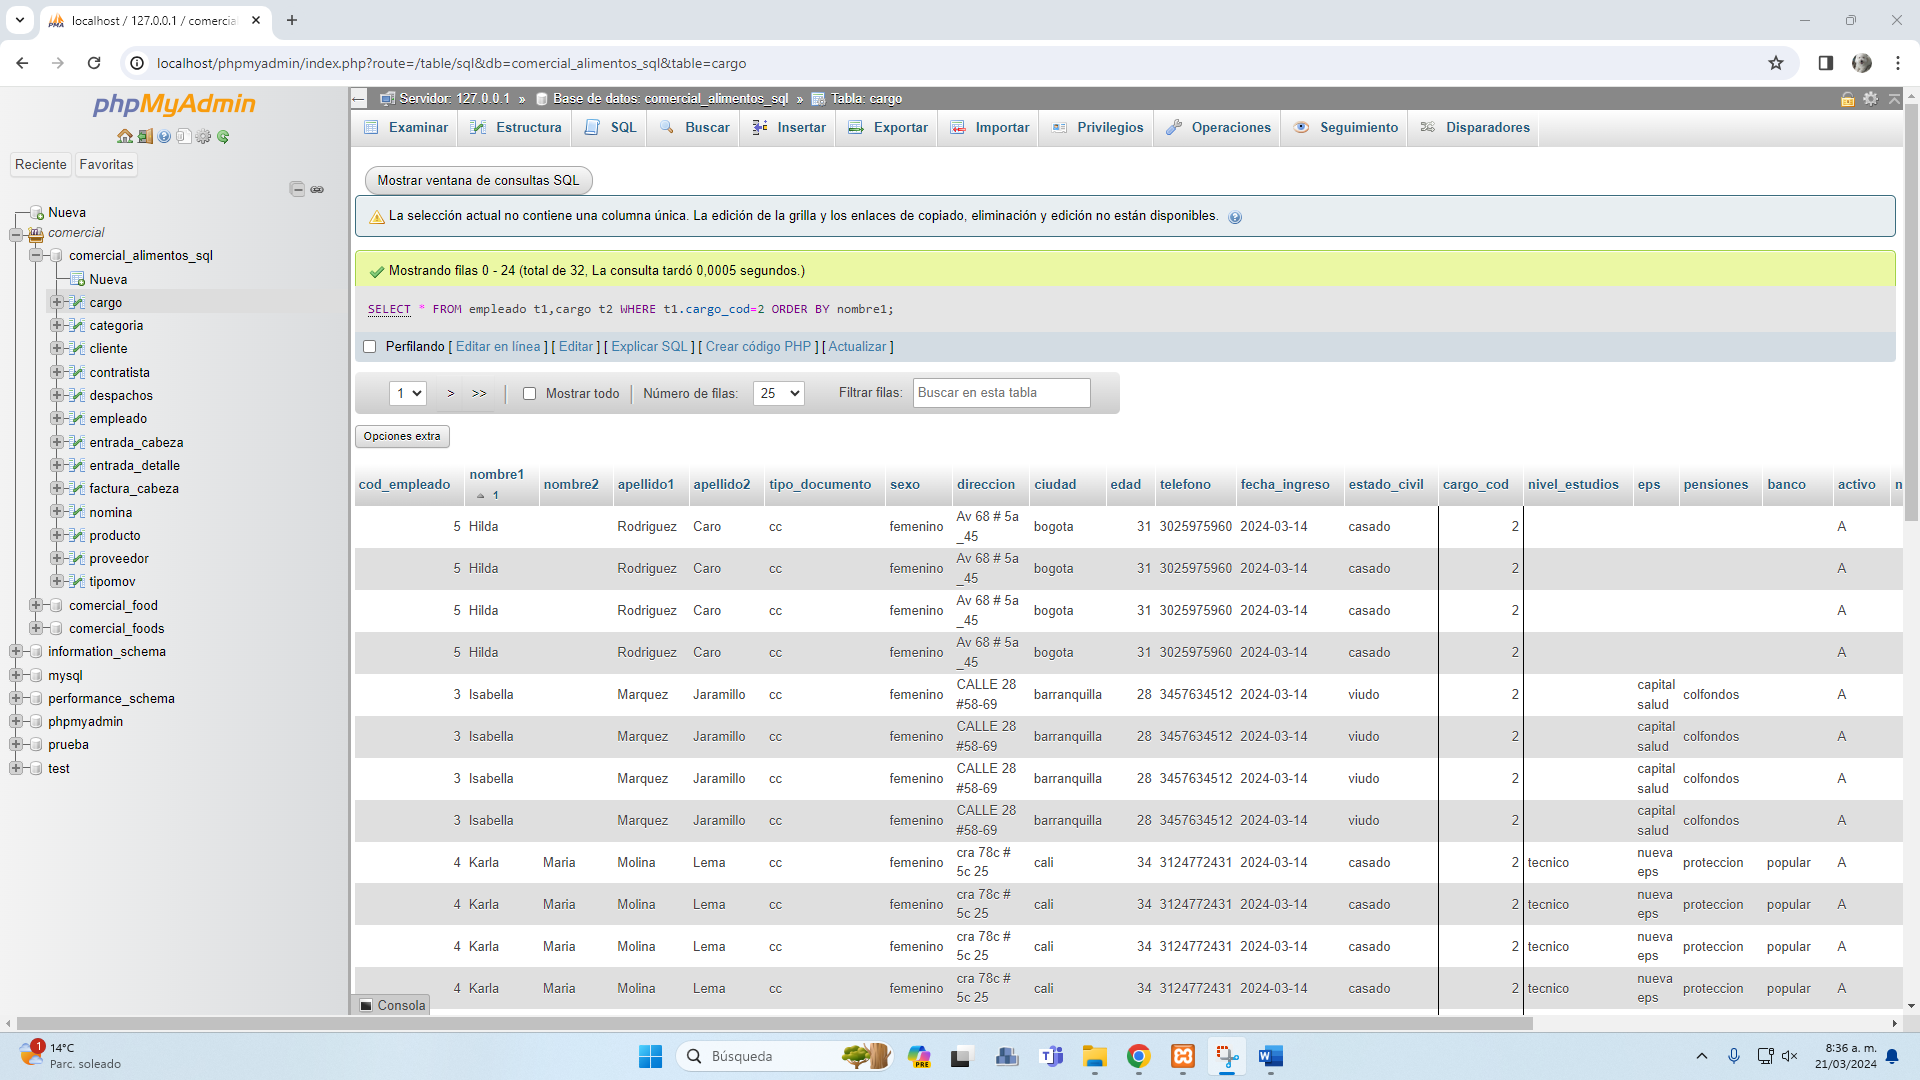 localhost / 127.0.0.1 / comercia
localhost/phpmyadmin/index.php?route=/table/sql&db=comercial_alimentos_sql&table=cargo
phpMyAdmin
Reciente Favoritas
Nueva
comercial
comercial_alimentos_sql
Nueva
cargo
categoria
cliente
contratista
despachos
empleado
entrada_cabeza
entrada_detalle
factura_cabeza
nomina
producto
proveedor
tipomov
comercial_food
comercial_foods
information_schema
mysql
performance_schema
phpmyadmin
prueba
test
Servidor: 127.0.0.1 » Base de datos: comercial_alimentos_sql » Tabla: cargo
Examinar Estructura SQL Buscar Insertar Exportar Importar Privilegios Operaciones Seguimiento Disparadores
Mostrar ventana de consultas SQL
La selección actual no contiene una columna única. La edición de la grilla y los enlaces de copiado, eliminación y edición no están disponibles.
Mostrando filas 0 - 24 (total de 32, La consulta tardó 0,0005 segundos.)
SELECT * FROM empleado t1,cargo t2 WHERE t1.cargo_cod=2 ORDER BY nombre1;
Perfilando [ Editar en línea ] [ Editar ] [ Explicar SQL ] [ Crear código PHP ] [ Actualizar ]
1 > >> | Mostrar todo | Número de filas: 25 Filtrar filas: Buscar en esta tabla
Opciones extra
cod_empleado nombre1 1 nombre2 apellido1 apellido2 tipo_documento sexo direccion ciudad edad telefono fecha_ingreso estado_civil cargo_cod nivel_estudios eps pensiones banco activo n
5 Hilda Rodriguez Caro cc femenino Av 68 # 5a _45 bogota 31 3025975960 2024-03-14 casado 2 A
5 Hilda Rodriguez Caro cc femenino Av 68 # 5a _45 bogota 31 3025975960 2024-03-14 casado 2 A
5 Hilda Rodriguez Caro cc femenino Av 68 # 5a _45 bogota 31 3025975960 2024-03-14 casado 2 A
5 Hilda Rodriguez Caro cc femenino Av 68 # 5a _45 bogota 31 3025975960 2024-03-14 casado 2 A
3 Isabella Marquez Jaramillo cc femenino CALLE 28 #58-69 barranquilla 28 3457634512 2024-03-14 viudo 2 capital salud colfondos A
3 Isabella Marquez Jaramillo cc femenino CALLE 28 #58-69 barranquilla 28 3457634512 2024-03-14 viudo 2 capital salud colfondos A
3 Isabella Marquez Jaramillo cc femenino CALLE 28 #58-69 barranquilla 28 3457634512 2024-03-14 viudo 2 capital salud colfondos A
3 Isabella Marquez Jaramillo cc femenino CALLE 28 #58-69 barranquilla 28 3457634512 2024-03-14 viudo 2 capital salud colfondos A
4 Karla Maria Molina Lema cc femenino cra 78c # 5c 25 cali 34 3124772431 2024-03-14 casado 2 tecnico nueva eps proteccion popular A
4 Karla Maria Molina Lema cc femenino cra 78c # 5c 25 cali 34 3124772431 2024-03-14 casado 2 tecnico nueva eps proteccion popular A
4 Karla Maria Molina Lema cc femenino cra 78c # 5c 25 cali 34 3124772431 2024-03-14 casado 2 tecnico nueva eps proteccion popular A
4 Karla Maria Molina Lema cc femenino cra 78c # 5c 25 cali 34 3124772431 2024-03-14 casado 2 tecnico nueva eps proteccion popular A
Consola
1 14°C
Parc. soleado
Búsqueda
PRE
8:36 a. m.
21/03/2024